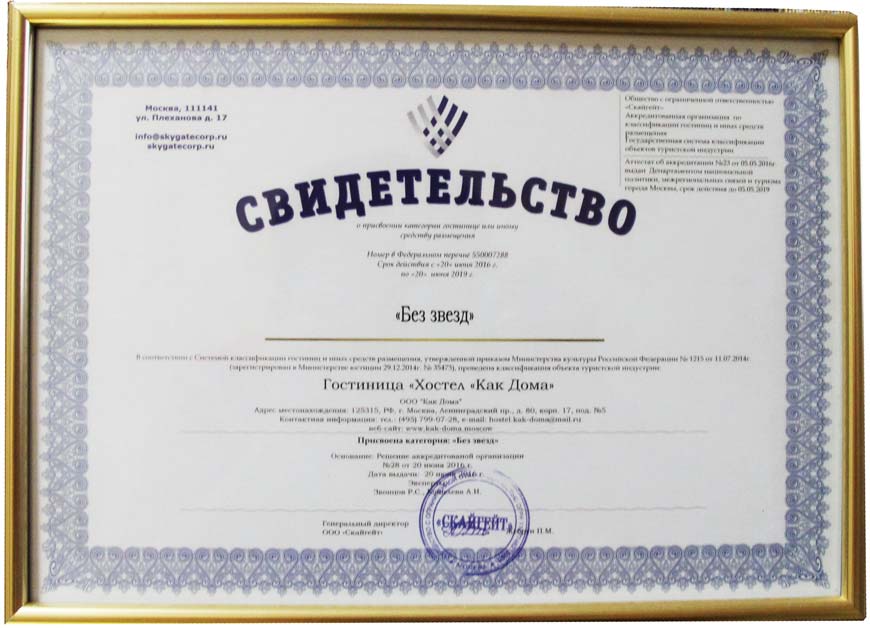 Москва, 111141
ул. Плеханова д. 17
info@skygatecorp.ru
skygatecorp.ru
Общество с ограниченной ответственностью
«Скайгейт»
Аккредитованная организация по
классификации гостиниц и иных средств
размещения
Государственная система классификации
объектов туристской индустрии
Аттестат об аккредитации №23 от 05.05.2016г
выдан Департаментом национальной
политики, межрегиональных связей и туризма
города Москвы, срок действия до 05.05.2019
СВИДЕТЕЛЬСТВО
о присвоении категории гостинице или иному
средству размещения
Номер в Федеральном перечне 550007288
Срок действия с «20» июня 2016 г.
по «20» июня 2019 г.
«Без звезд»
В соответствии с Системой классификации гостиниц и иных средств размещения, утвержденной приказом Министерства культуры Российской Федерации № 1215 от 11.07.2014г.
(зарегистрирован в Министерстве юстиции 29.12.2014г. № 35473), проведена классификация объекта туристской индустрии:
Гостиница «Хостел «Как Дома»
ООО "Как Дома"
Адрес местонахождения: 125315, РФ, г. Москва, Ленинградский пр., д. 80, корп. 17, под. №5
Контактная информация: тел.: (495) 799-07-28, e-mail: hostel.kak-doma@mail.ru
веб-сайт: www.kak-doma.moscow
Присвоена категория: «Без звезд»
Основание: Решение аккредитованой организации
№28 от 20 июня 2016 г.
Дата выдачи: 20 июня 2016 г.
Эксперты:
Звонцов Р.С., А.И.
Генеральный директор
ООО «Скайгейт»
«СКАЙГЕЙТ»
П.М.